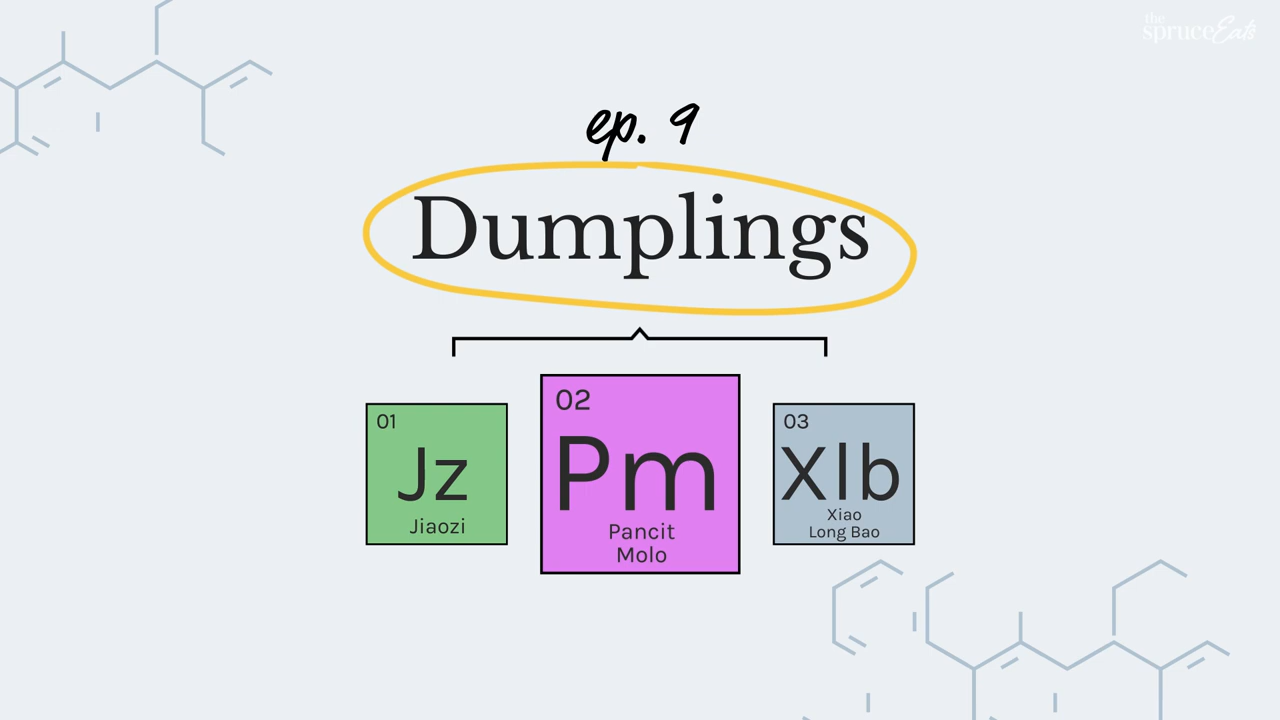 the
spruceEats
ep. 9
Dumplings
01
Jz
Jiaozi
02
Pm
Pancit
Molo
03
Xlb
Xiao
Long Bao